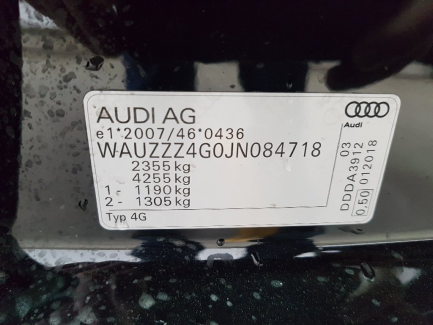 AUDI AG
e1*2007/46*0436
WAUZZZ4G0JN084718
2355kg
4255kg
1- 1190kg
2- 1305kg
Typ 4G
Audi
DDDA3912 03
0.50 012018